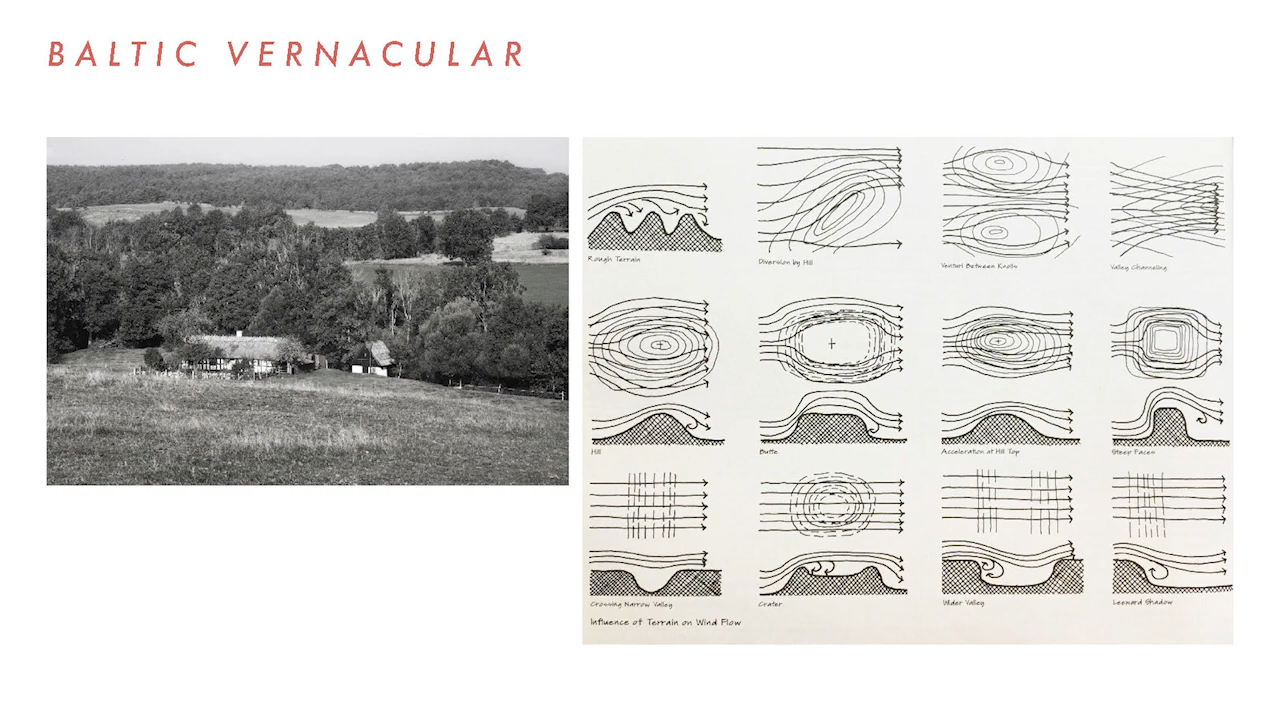 BALTIC VERNACULAR
Rough Terrain
Diversion by Hill
Venturi Between Knobs
Valley Channeling
Hill
Butte
Acceleration at Hill Top
Steep Faces
Crossing Narrow Valley
Crater
Wider Valley
Leeward Shadow
Influence of Terrain on Wind Flow